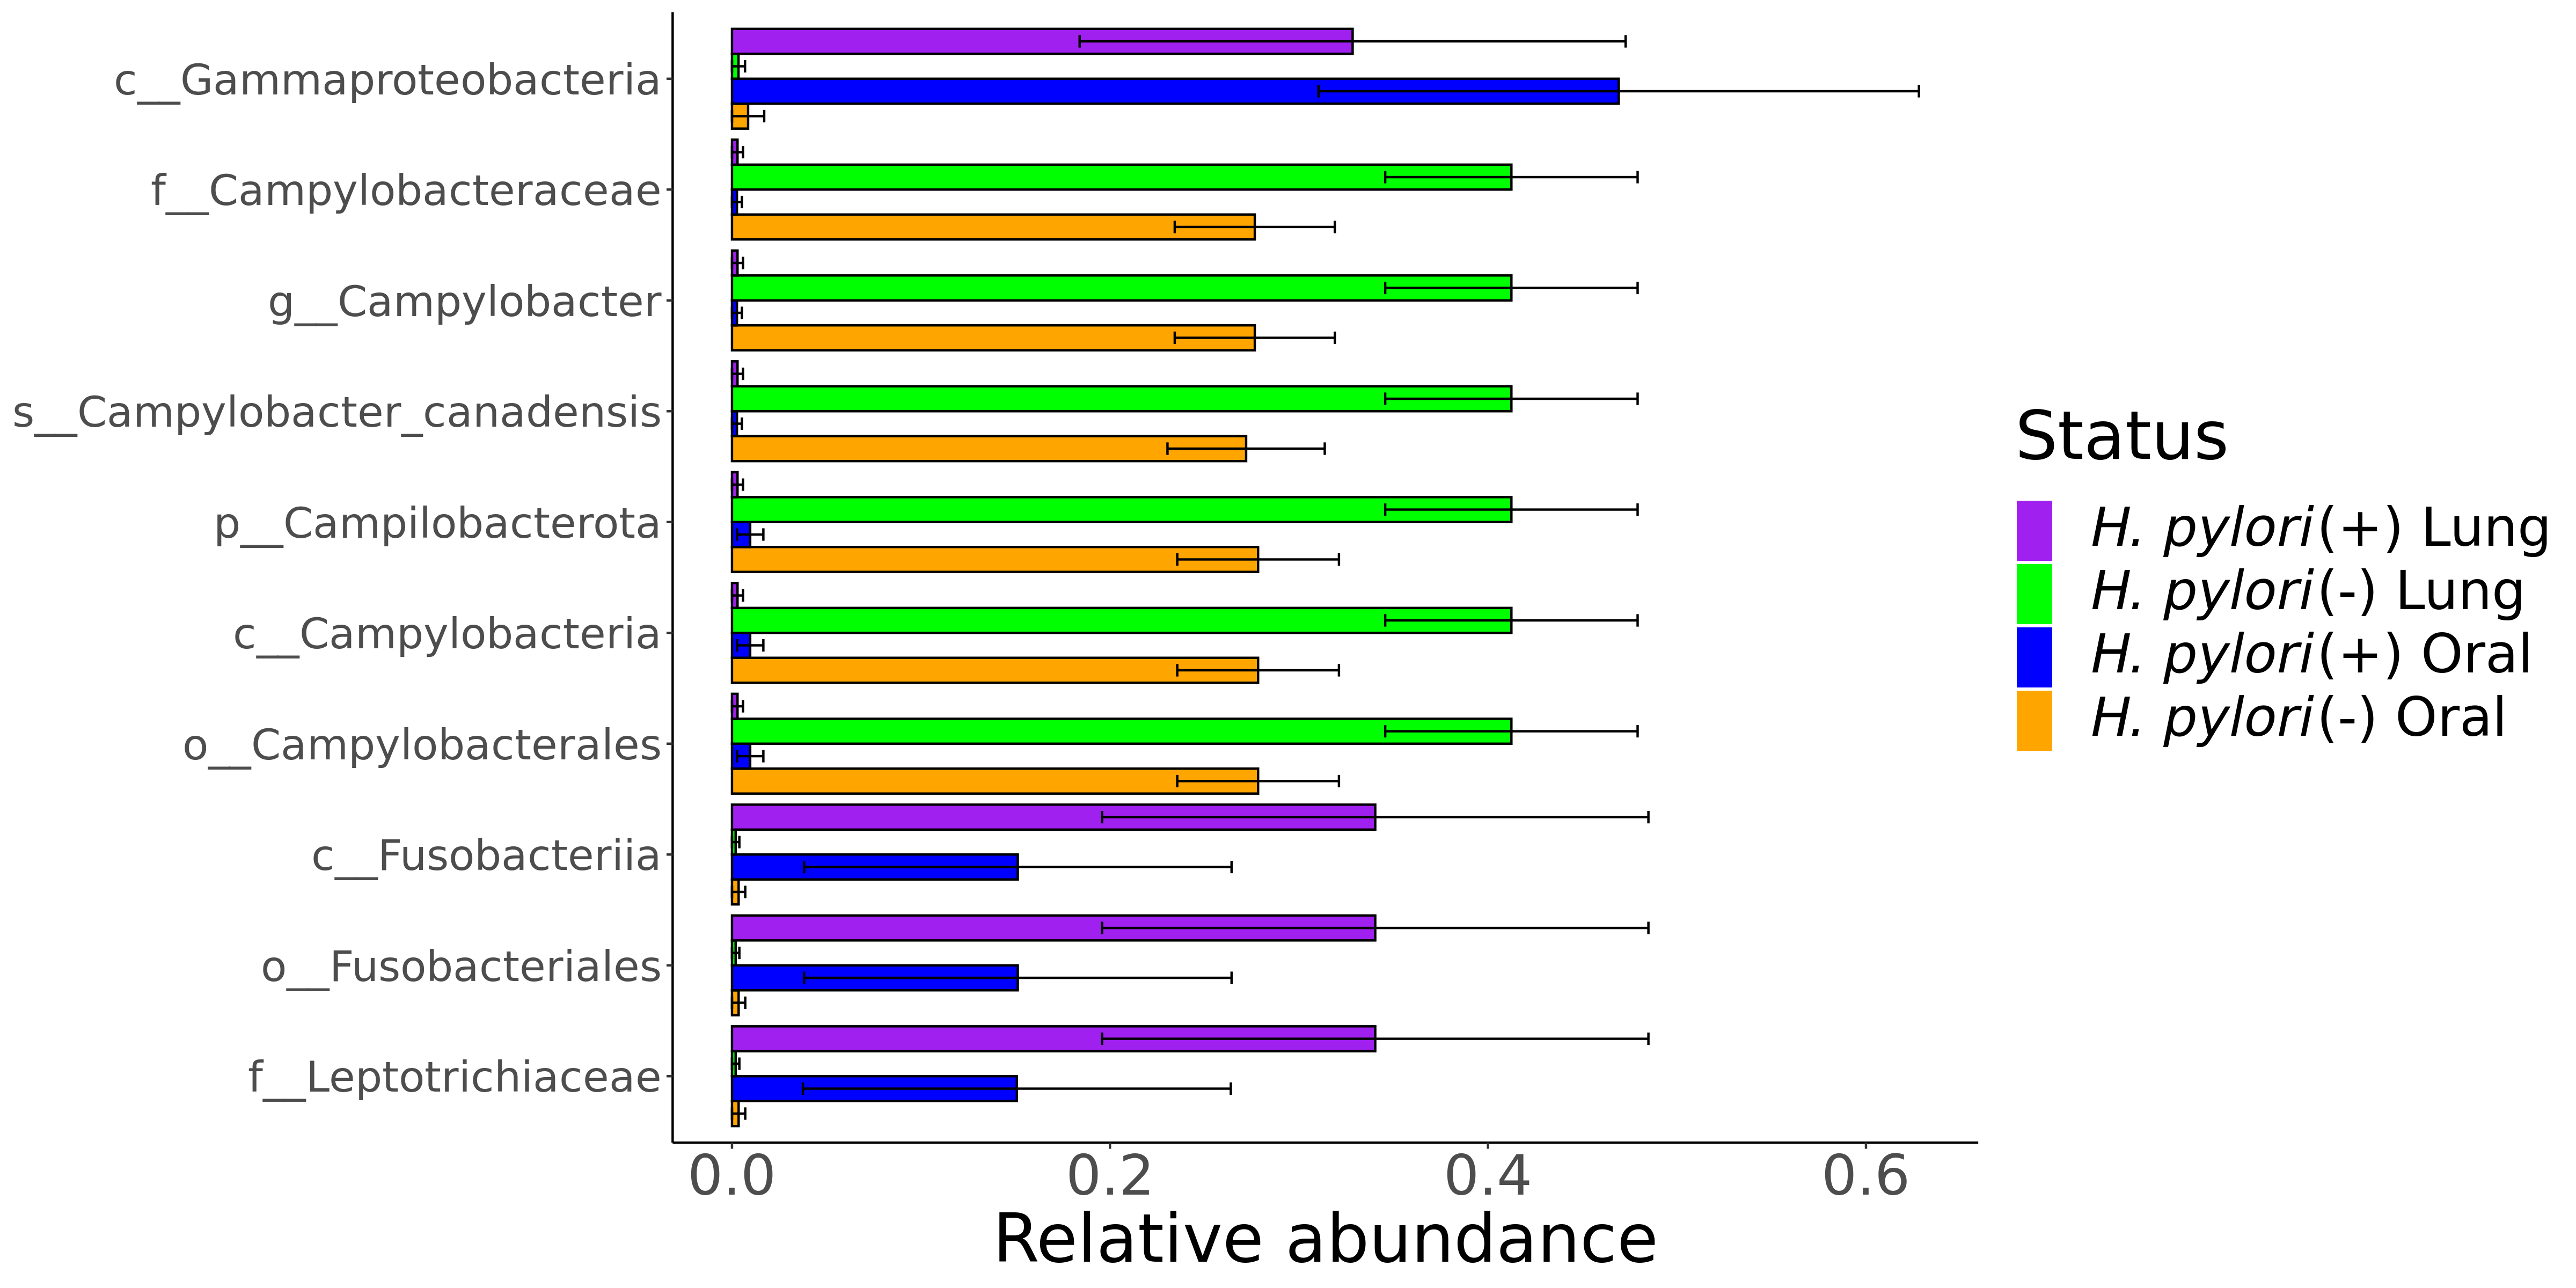 c__Gammaproteobacteria
f__Campylobacteraceae
g__Campylobacter
s__Campylobacter_canadensis
p__Campilobacterota
c__Campylobacteria
o__Campylobacterales
c__Fusobacteriia
o__Fusobacteriales
f__Leptotrichiaceae
0.0 0.2 0.4 0.6
Relative abundance
Status
H. pylori(+) Lung
H. pylori(-) Lung
H. pylori(+) Oral
H. pylori(-) Oral